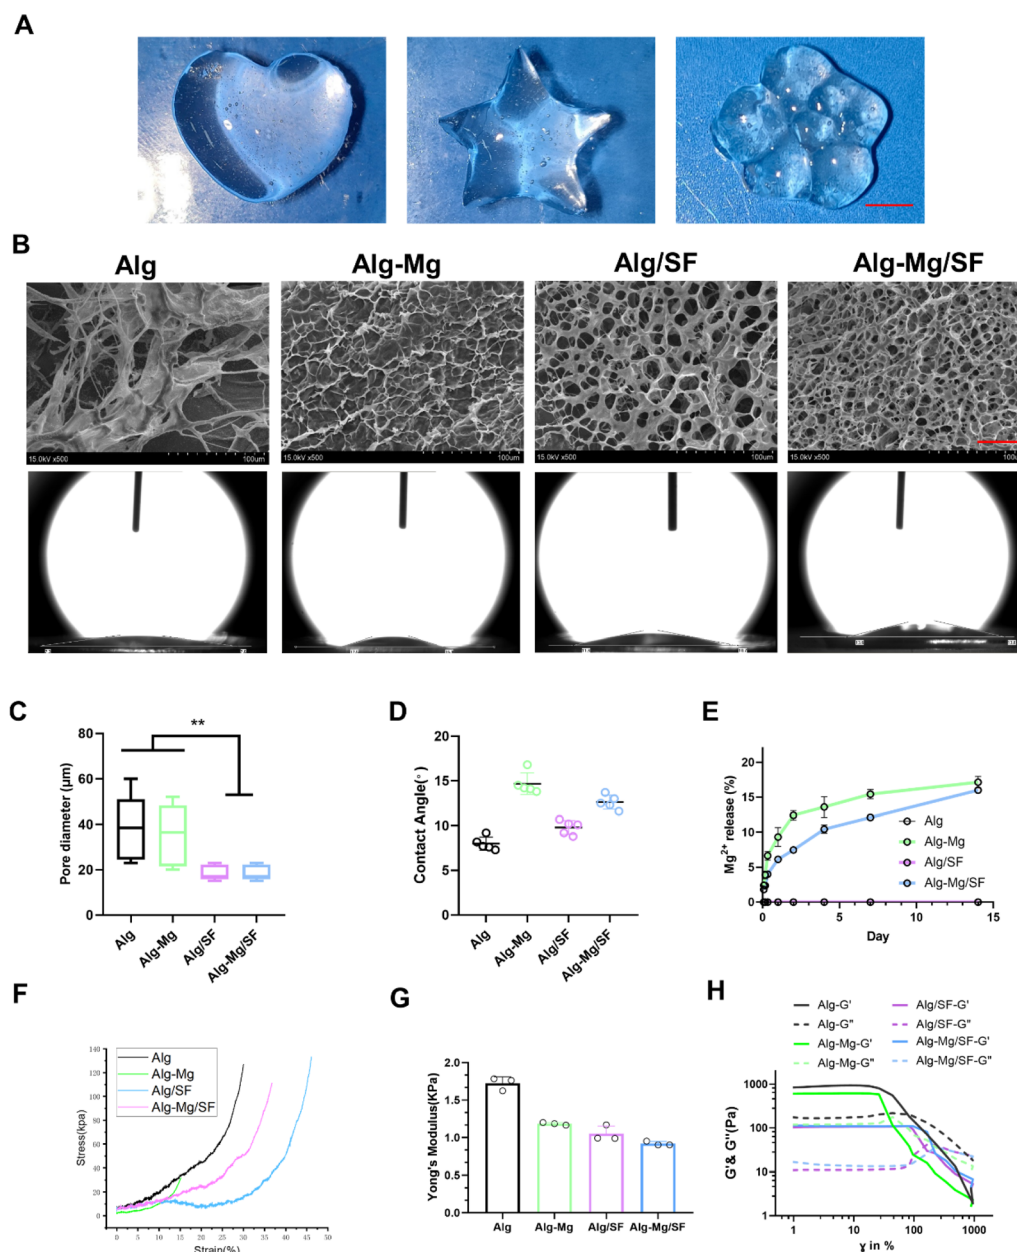 A
B
Alg
Alg-Mg
Alg/SF
Alg-Mg/SF
15.0kV x500
100um
15.0kV x500
100um
15.0kV x500
100um
15.0kV x500
100um
C
**
Pore diameter (μm)
80
60
40
20
0
Alg
Alg-Mg
Alg/SF
Alg-Mg/SF
D
Contact Angle(°)
20
15
10
5
0
Alg
Alg-Mg
Alg/SF
Alg-Mg/SF
E
Mg2+ release (%)
20
15
10
5
0
0
5
10
15
Day
Alg
Alg-Mg
Alg/SF
Alg-Mg/SF
F
Stress(kpa)
140
120
100
80
60
40
20
0
0
5
10
15
20
25
30
35
40
45
50
Strain(%)
Alg
Alg-Mg
Alg/SF
Alg-Mg/SF
G
Yong's Modulus(KPa)
2.0
1.5
1.0
0.5
0.0
Alg
Alg-Mg
Alg/SF
Alg-Mg/SF
H
Alg-G'
Alg-G"
Alg-Mg-G'
Alg-Mg-G"
Alg/SF-G'
Alg/SF-G"
Alg-Mg/SF-G'
Alg-Mg/SF-G"
G'& G"(Pa)
1000
100
10
1
1
10
100
1000
ɣ in %